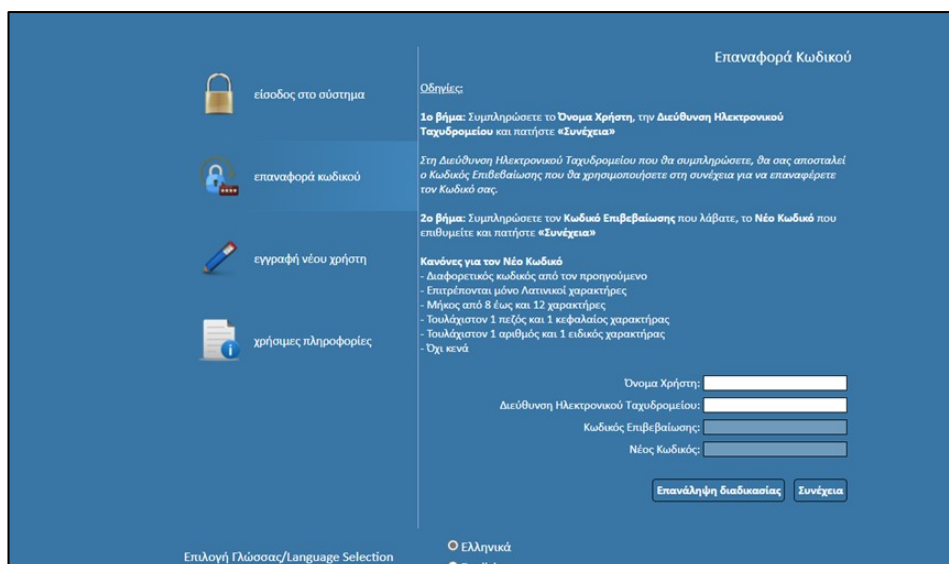 Επαναφορά Κωδικού
είσοδος στο σύστημα
επαναφορά κωδικού
εγγραφή νέου χρήστη
χρήσιμες πληροφορίες
Οδηγίες:
1ο βήμα: Συμπληρώσετε το Όνομα Χρήστη, την Διεύθυνση Ηλεκτρονικού
Ταχυδρομείου και πατήστε «Συνέχεια»
Στη Διεύθυνση Ηλεκτρονικού Ταχυδρομείου που θα συμπληρώσετε, θα σας αποσταλεί
ο Κωδικός Επιβεβαίωσης που θα χρησιμοποιήσετε στη συνέχεια για να επαναφέρετε
τον Κωδικό σας.
2ο βήμα: Συμπληρώσετε τον Κωδικό Επιβεβαίωσης που λάβατε, το Νέο Κωδικό που
επιθυμείτε και πατήστε «Συνέχεια»
Κανόνες για τον Νέο Κωδικό
- Διαφορετικός κωδικός από τον προηγούμενο
- Επιτρέπονται μόνο Λατινικοί χαρακτήρες
- Μήκος από 8 έως και 12 χαρακτήρες
- Τουλάχιστον 1 πεζός και 1 κεφαλαίος χαρακτήρας
- Τουλάχιστον 1 αριθμός και 1 ειδικός χαρακτήρας
- Όχι κενά
Όνομα Χρήστη:
Διεύθυνση Ηλεκτρονικού Ταχυδρομείου:
Κωδικός Επιβεβαίωσης:
Νέος Κωδικός:
Επανάληψη διαδικασίας Συνέχεια
Επιλογή Γλώσσας/Language Selection
Ελληνικά